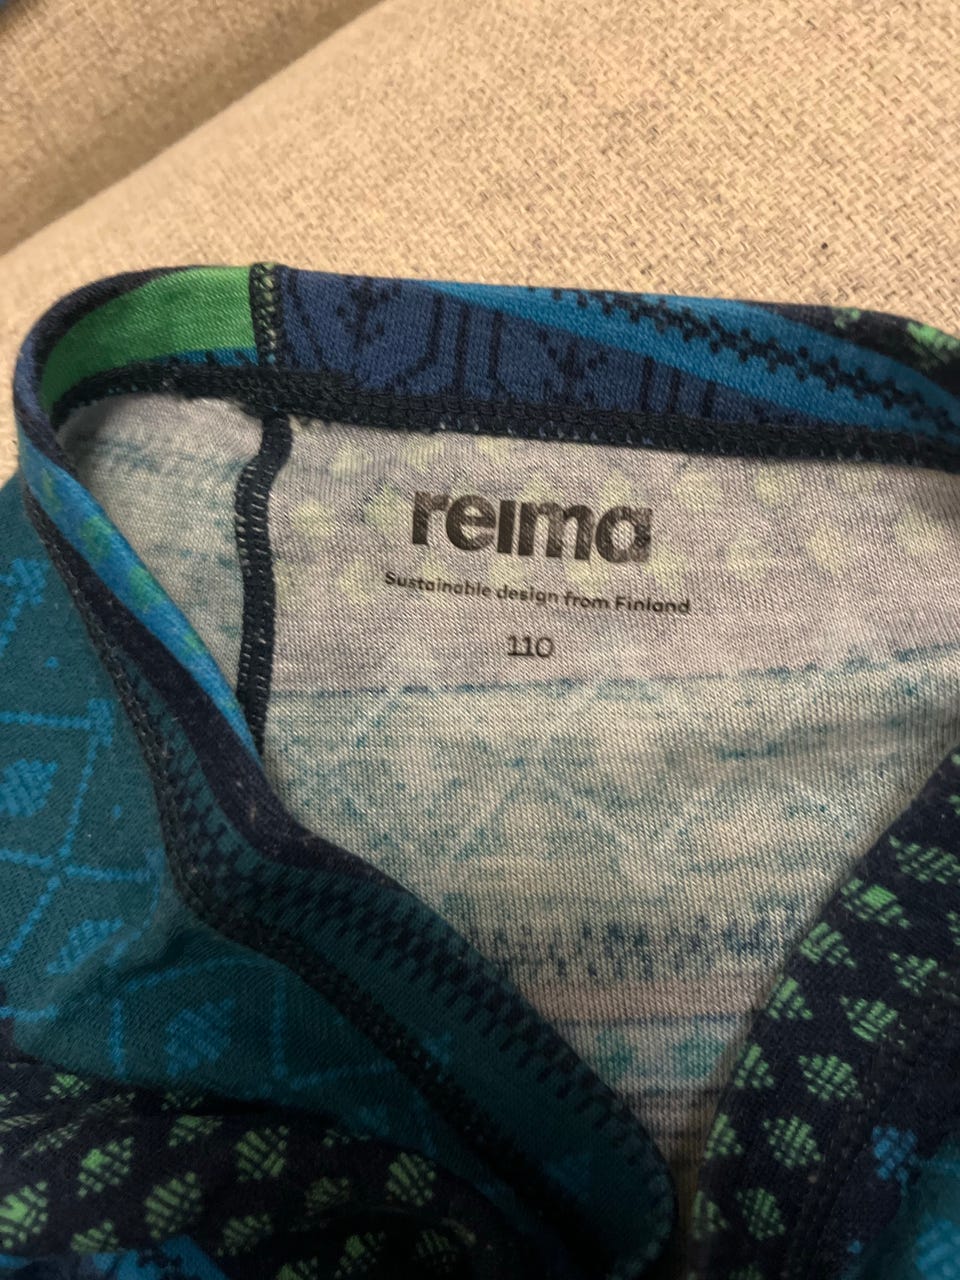 reima
Sustainable design from Finland
110